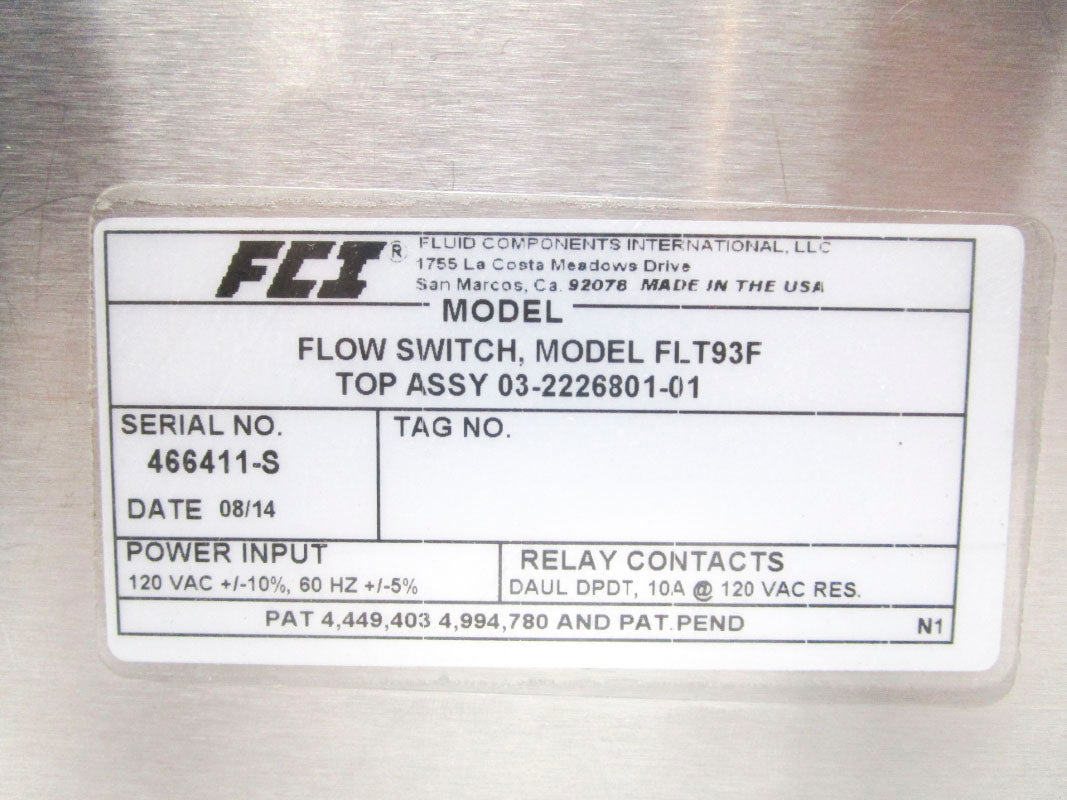 FCI® FLUID COMPONENTS INTERNATIONAL, LLC
1755 La Costa Meadows Drive
San Marcos, Ca. 92078 MADE IN THE USA
MODEL
FLOW SWITCH, MODEL FLT93F
TOP ASSY 03-2226801-01
SERIAL NO.
466411-S
DATE 08/14
TAG NO.
POWER INPUT
120 VAC +/-10%, 60 HZ +/-5%
RELAY CONTACTS
DAUL DPDT, 10A @ 120 VAC RES.
PAT 4,449,403 4,994,780 AND PAT.PEND N1